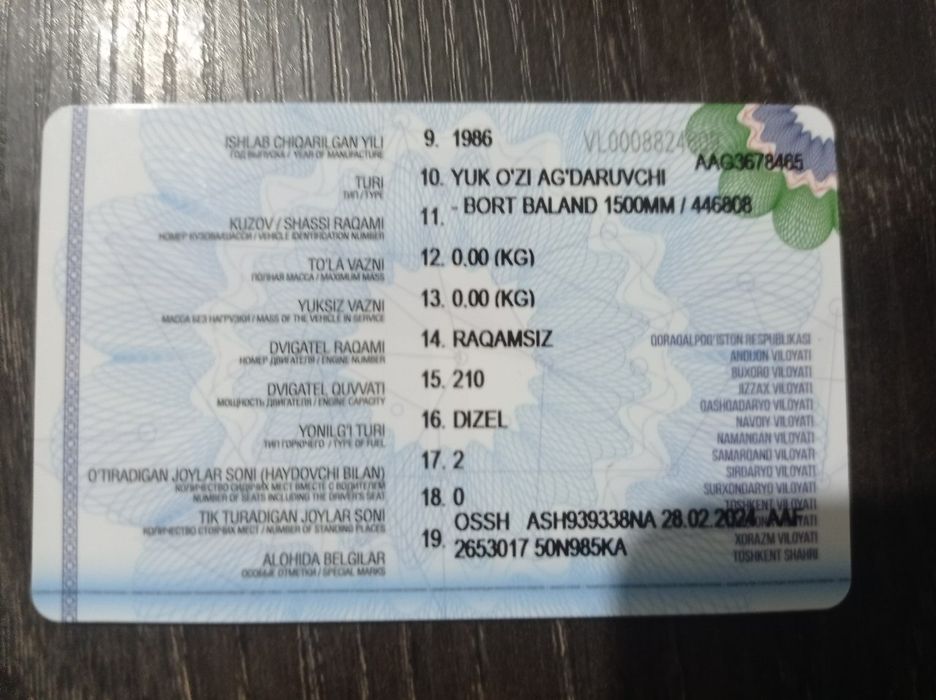 ISHLAB CHIQARILGAN YILI 9. 1986 VL0008824
ГОД ВЫПУСКА / YEAR OF MANUFACTURE
AAG3678465
TURI 10. YUK O'ZI AG'DARUVCHI
ТИП / TYPE
- BORT BALAND 1500MM / 446808
KUZOV / SHASSI RAQAMI 11.
НОМЕР КУЗОВА/ШАССИ / VEHICLE IDENTIFICATION NUMBER
TO'LA VAZNI 12. 0.00 (KG)
ПОЛНАЯ МАССА / MAXIMUM MASS
YUKSIZ VAZNI 13. 0.00 (KG)
МАССА БЕЗ НАГРУЗКИ / MASS OF THE VEHICLE IN SERVICE
DVIGATEL RAQAMI 14. RAQAMSIZ
НОМЕР ДВИГАТЕЛЯ / ENGINE NUMBER
DVIGATEL QUVVATI 15. 210
МОЩНОСТЬ ДВИГАТЕЛЯ / ENGINE CAPACITY
YONILG'I TURI 16. DIZEL
ТИП ГОРЮЧЕГО / TYPE OF FUEL
O'TIRADIGAN JOYLAR SONI (HAYDOVCHI BILAN) 17. 2
КОЛИЧЕСТВО СИДЯЧИХ МЕСТ ВМЕСТЕ С ВОДИТЕЛЕМ
NUMBER OF SEATS INCLUDING THE DRIVER'S SEAT
TIK TURADIGAN JOYLAR SONI 18. 0
КОЛИЧЕСТВО СТОЯЧИХ МЕСТ / NUMBER OF STANDING PLACES
OSSH ASH939338NA 28.02.2024 AAF
ALOHIDA BELGILAR 19. 2653017 50N985KA
ОСОБЫЕ ОТМЕТКИ / SPECIAL MARKS
QORAQALPOG'ISTON RESPUBLIKASI
ANDIJON VILOYATI
BUXORO VILOYATI
JIZZAX VILOYATI
QASHQADARYO VILOYATI
NAVOIY VILOYATI
NAMANGAN VILOYATI
SAMARQAND VILOYATI
SIRDARYO VILOYATI
SURXONDARYO VILOYATI
TOSHKENT VILOYATI
XORAZM VILOYATI
TOSHKENT SHAHRI